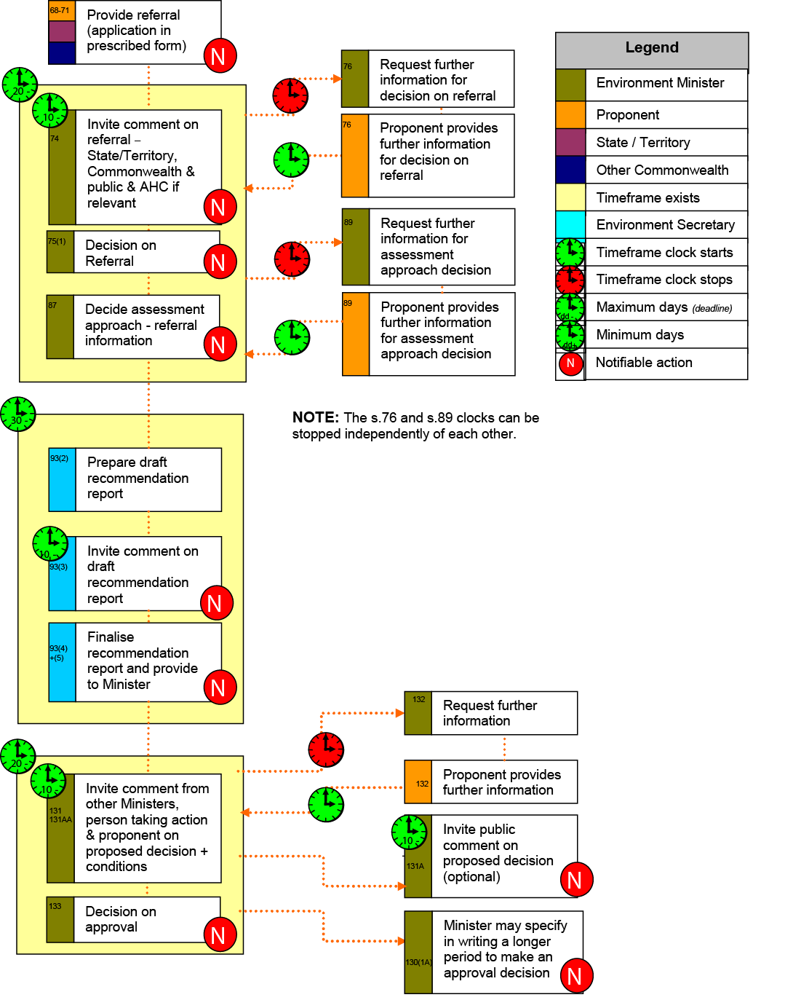 68-71
Provide referral
(application in
prescribed form)
N
20 -
10 -
74
Invite comment on
referral –
State/Territory,
Commonwealth &
public & AHC if
relevant
N
75(1)
Decision on
Referral
N
87
Decide assessment
approach - referral
information
N
76
Request further
information for
decision on referral
76
Proponent provides
further information
for decision on
referral
89
Request further
information for
assessment
approach decision
89
Proponent provides
further information
for assessment
approach decision
Legend
Environment Minister
Proponent
State / Territory
Other Commonwealth
Timeframe exists
Environment Secretary
Timeframe clock starts
Timeframe clock stops
dd -
Maximum days (deadline)
dd+
Minimum days
N
Notifiable action
NOTE: The s.76 and s.89 clocks can be
stopped independently of each other.
30 -
93(2)
Prepare draft
recommendation
report
10 -
93(3)
Invite comment on
draft
recommendation
report
N
93(4)
+(5)
Finalise
recommendation
report and provide
to Minister
N
20 -
10 -
131
131AA
Invite comment from
other Ministers,
person taking action
& proponent on
proposed decision +
conditions
133
Decision on
approval
N
132
Request further
information
132
Proponent provides
further information
10 -
131A
Invite public
comment on
proposed decision
(optional)
N
130(1A)
Minister may specify
in writing a longer
period to make an
approval decision
N